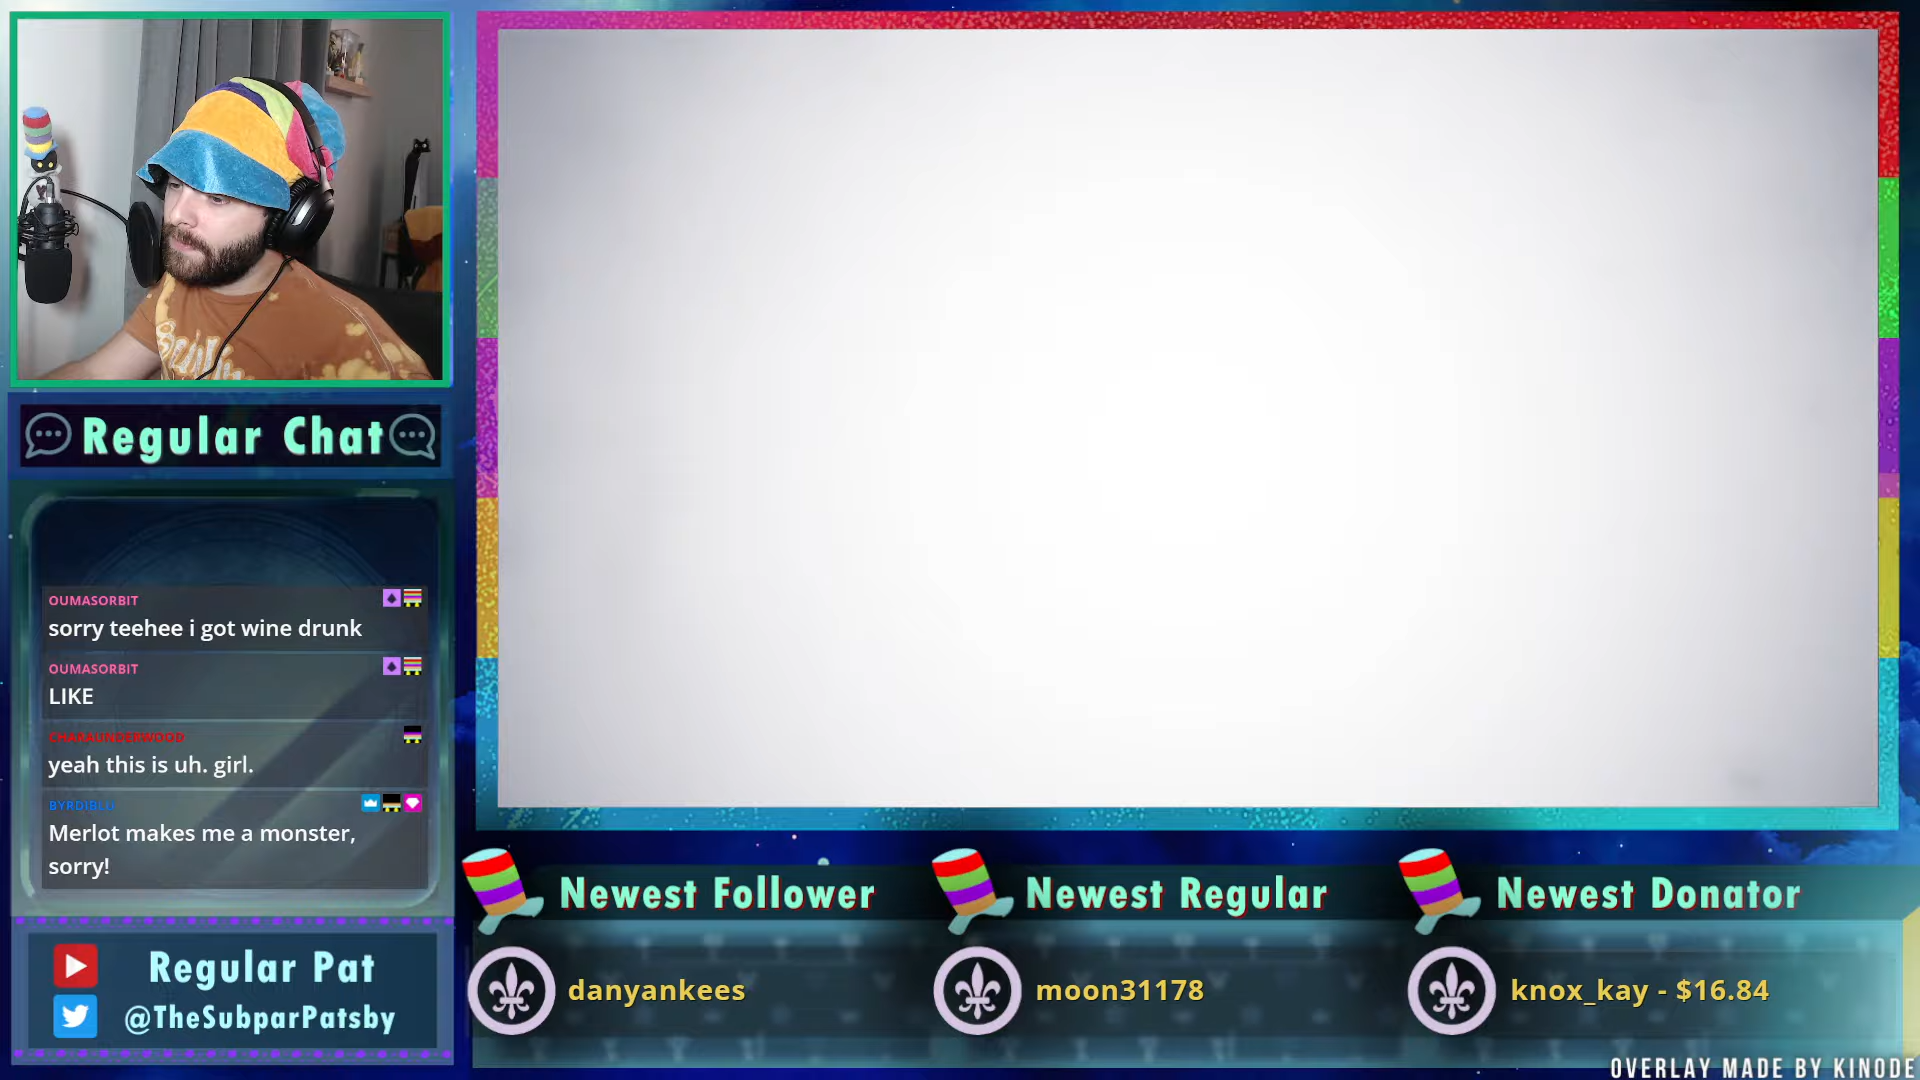 Regular Chat
OUMASORBIT
sorry teehee i got wine drunk
OUMASORBIT
LIKE
CHARAUNDERWOOD
yeah this is uh. girl.
BYRDIBLU
Merlot makes me a monster,
sorry!
Regular Pat
@TheSubparPatsby
Newest Follower
danyankees
Newest Regular
moon31178
Newest Donator
knox_kay - $16.84
OVERLAY MADE BY KINODE